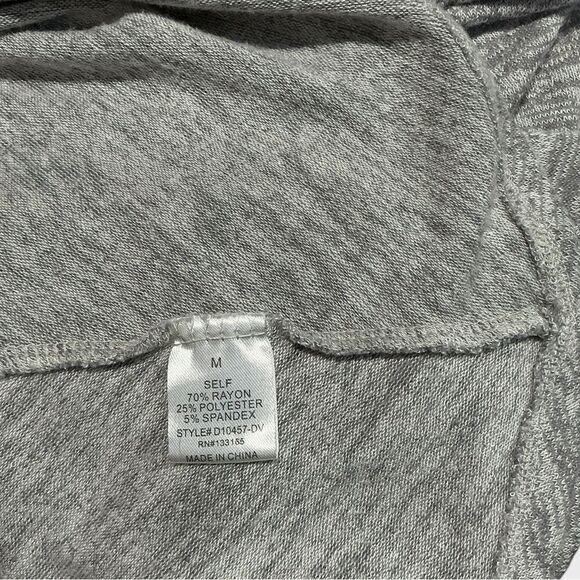 M
SELF
70% RAYON
25% POLYESTER
5% SPANDEX
STYLE# D10457-DV
RN#133165
MADE IN CHINA